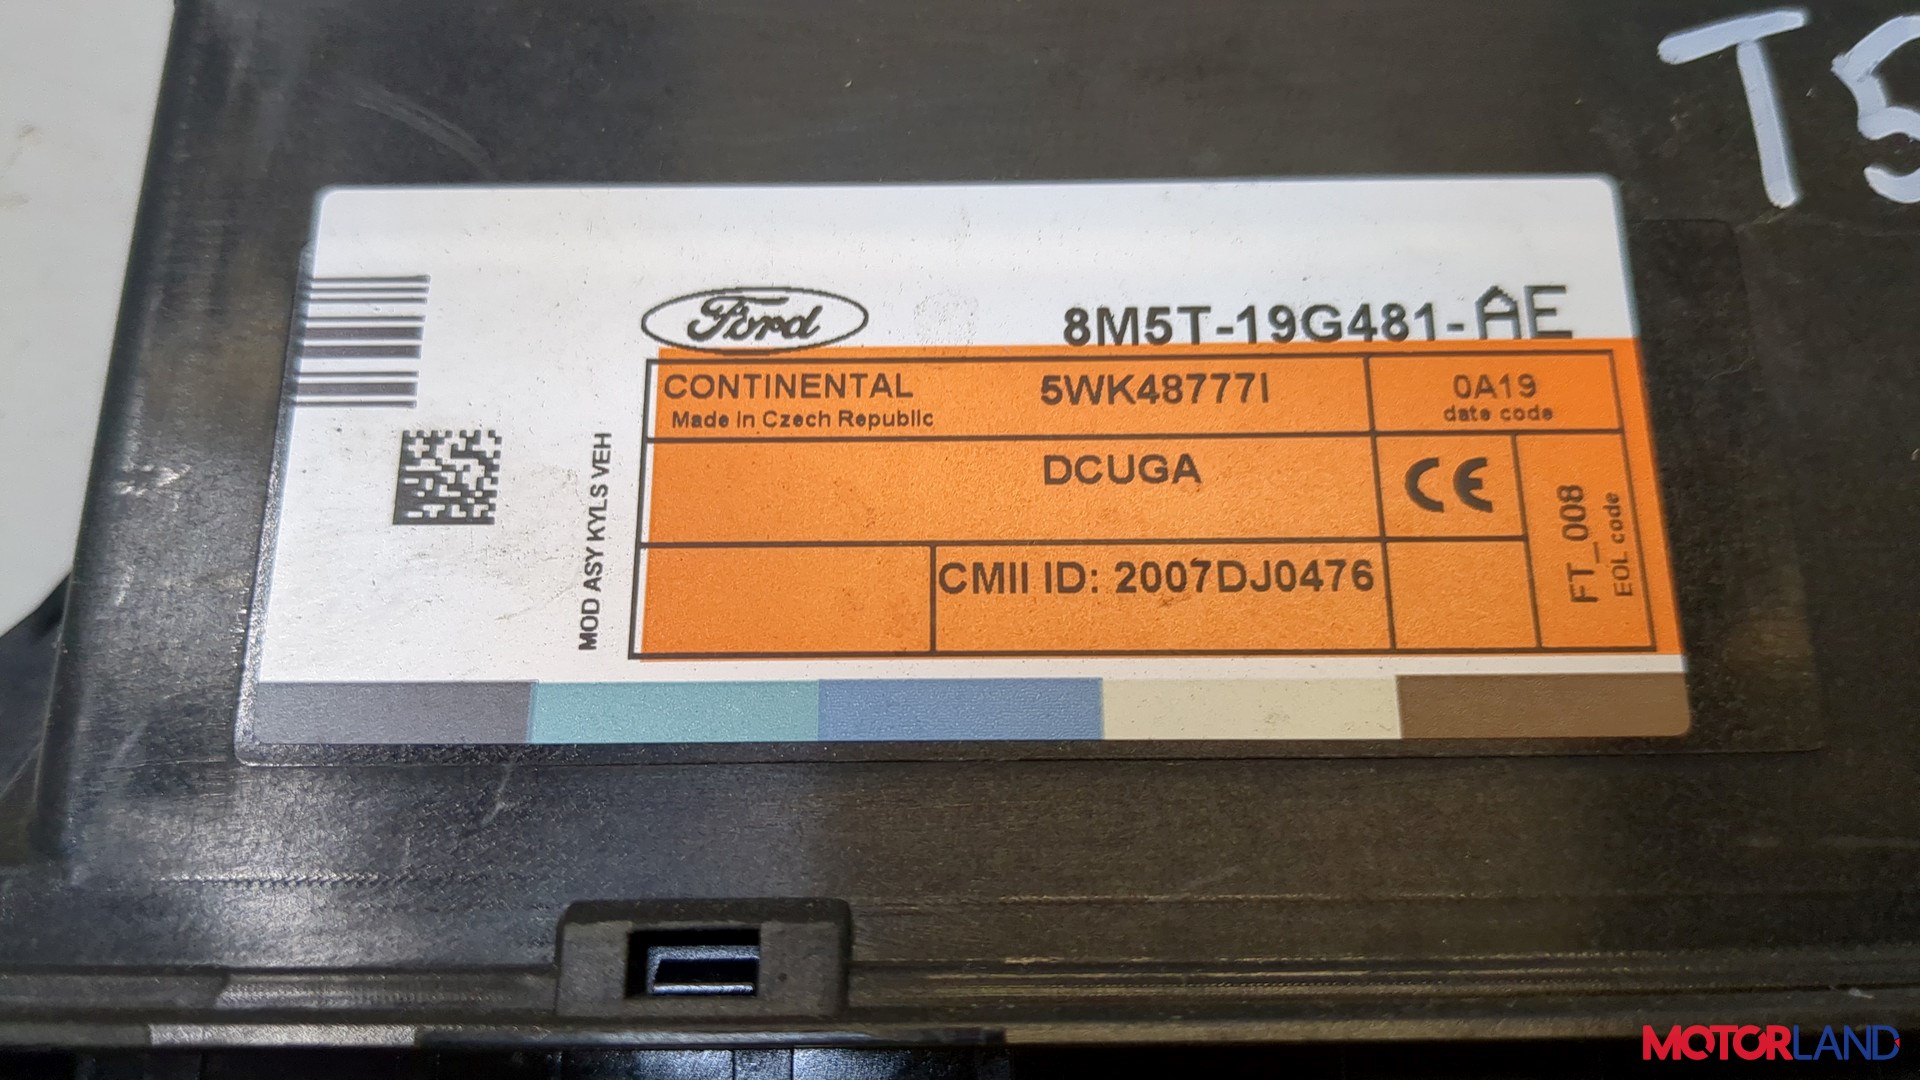 T5
Ford
8M5T-19G481-AE
CONTINENTAL
5WK48777I
0A19
Made in Czech Republic
date code
DCUGA
CE
CMII ID: 2007DJ0476
FT_008
EOL code
MOD ASY KYLS VEH
MOTORLAND